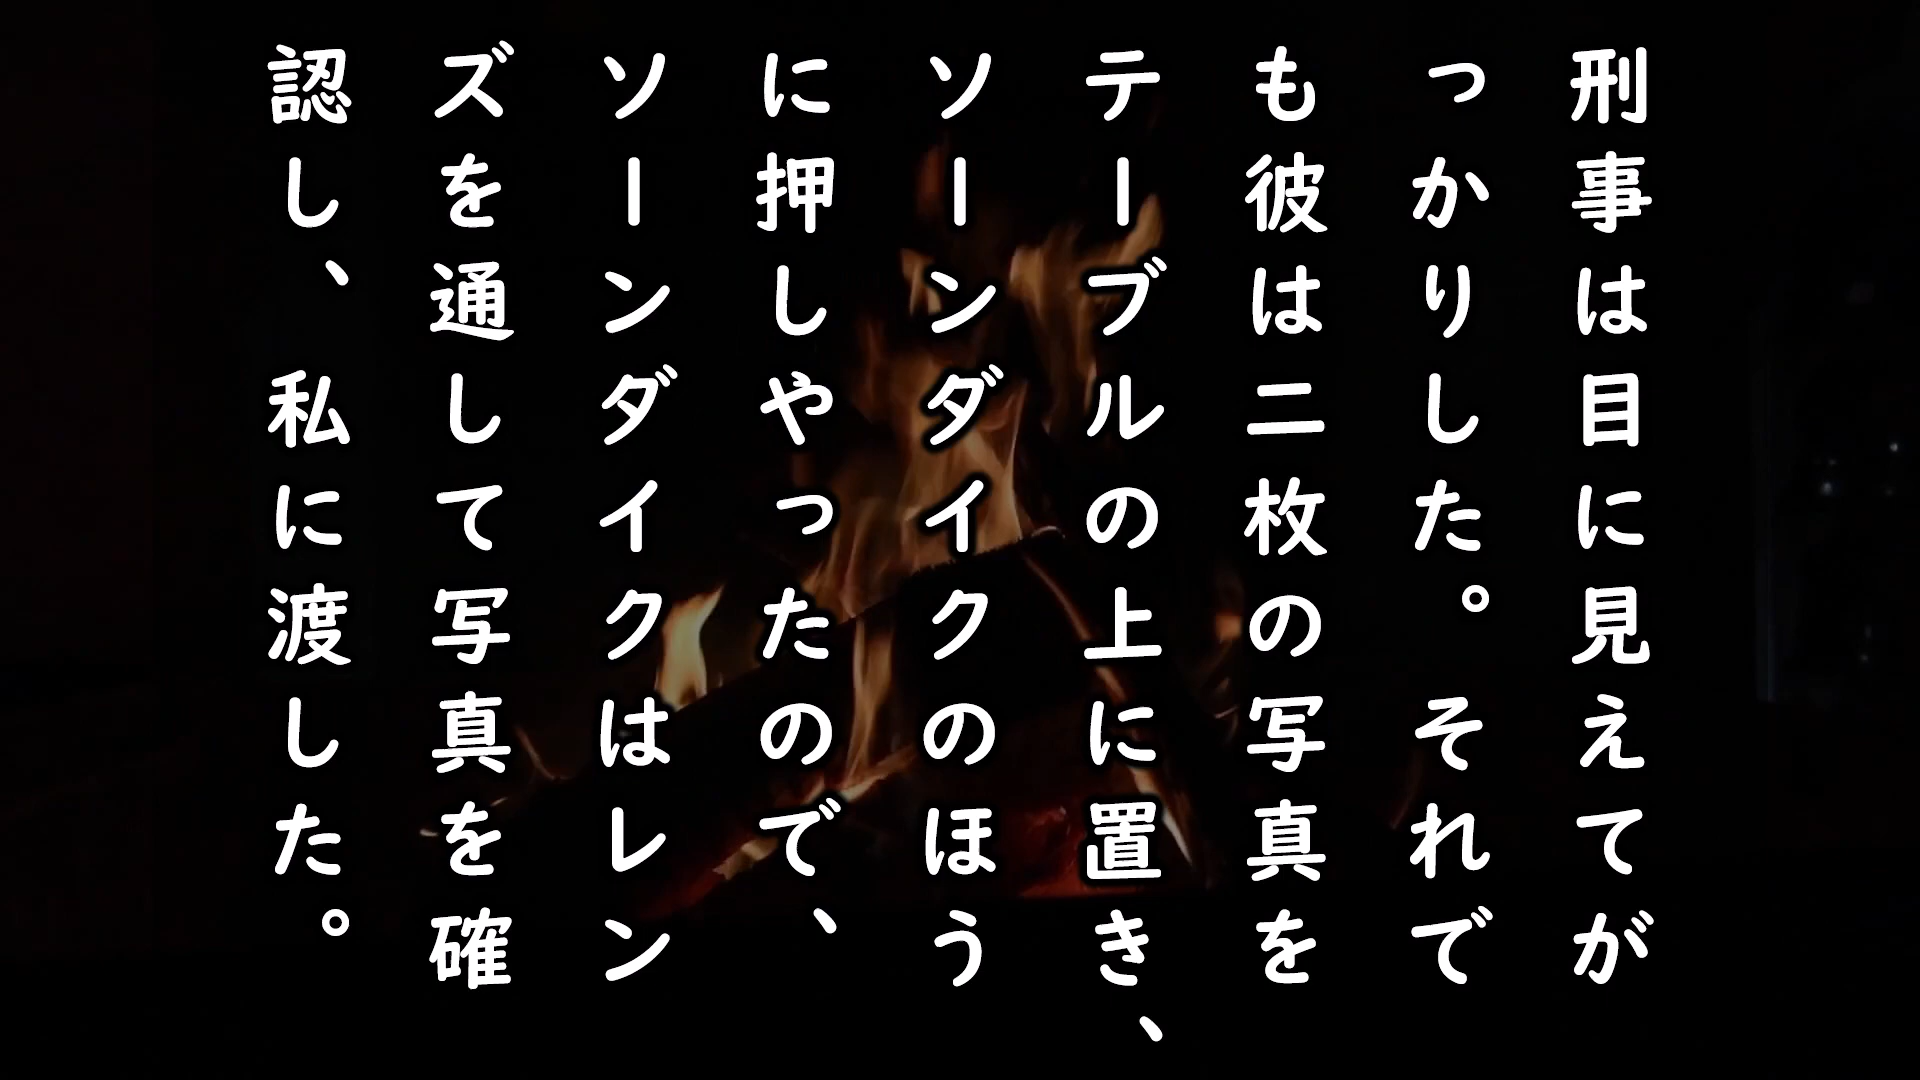 刑事は目に見えてが
っかりした。それで
も彼は二枚の写真を
テーブルの上に置き、
ソーンダイクのほう
に押しやったので、
ソーンダイクはレン
ズを通して写真を確
認し、私に渡した。